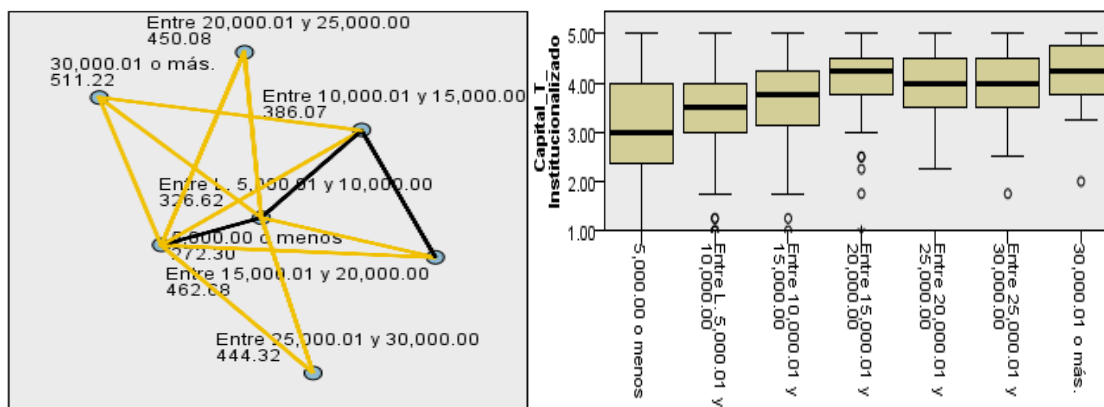 Entre 20,000.01 y 25,000.00
450.08
30,000.01 o más.
511.22
Entre 10,000.01 y 15,000.00
386.07
Entre L. 5,000.01 y 10,000.00
326.62
5,000.00 o menos
272.30
Entre 15,000.01 y 20,000.00
462.68
Entre 25,000.01 y 30,000.00
444.32
Capital_T_
Institucionalizado
5.00
4.00
3.00
2.00
1.00
5,000.00 o menos
Entre L. 5,000.01 y
10,000.00
Entre 10,000.01 y
15,000.00
Entre 15,000.01 y
20,000.00
Entre 20,000.01 y
25,000.00
Entre 25,000.01 y
30,000.00
30,000.01 o más.